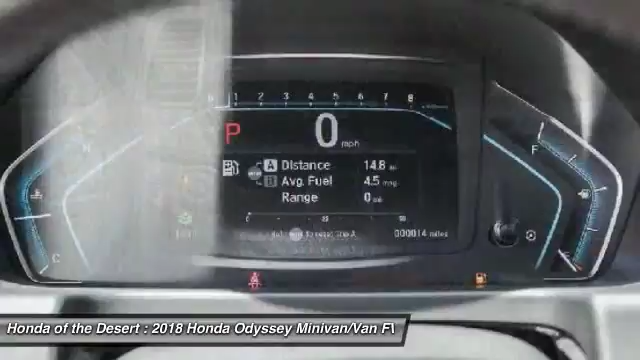 1 2 3 4 5 6 7 8
P 0 mph
A Distance 14.8
B Avg. Fuel 4.5 mpg
Range 0
H F
000014 miles
C
Honda of the Desert : 2018 Honda Odyssey Minivan/Van F\